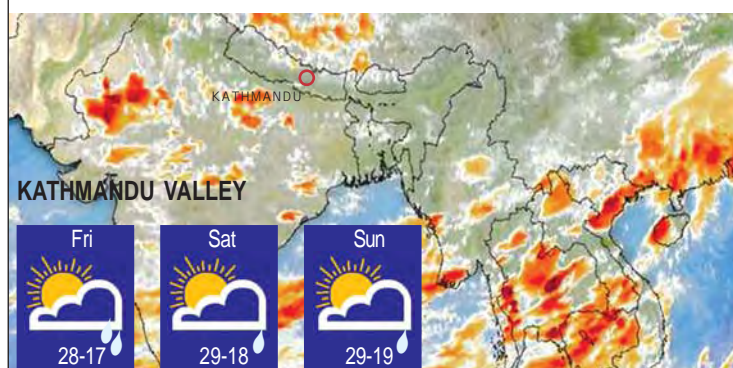 KATHMANDU
KATHMANDU VALLEY
Fri Sat Sun
28-17 29-18 29-19